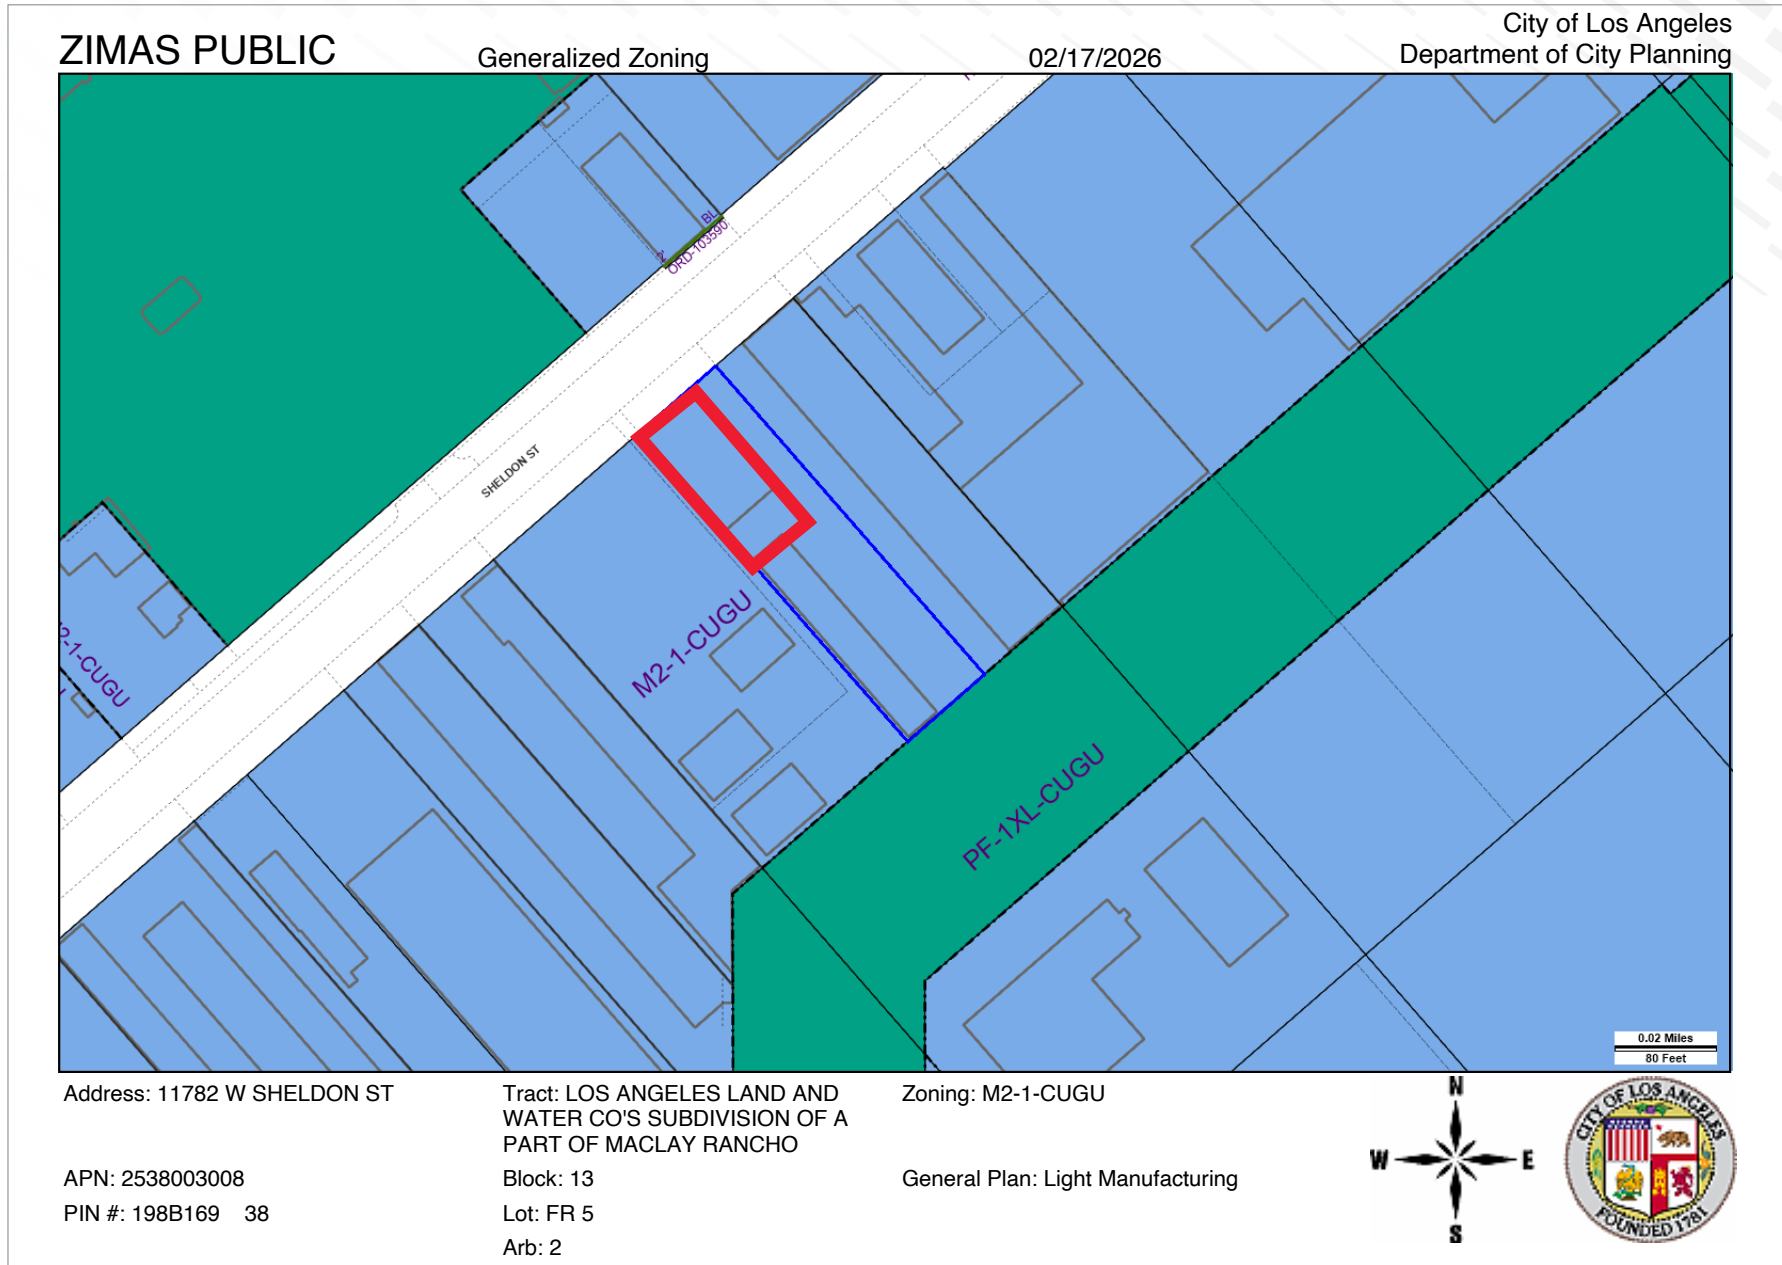 ZIMAS PUBLIC
Generalized Zoning
02/17/2026
City of Los Angeles
Department of City Planning
BL
ORD-103590
SHELDON ST
M2-1-CUGU
2-1-CUGU
PF-1XL-CUGU
0.02 Miles
80 Feet
Address: 11782 W SHELDON ST
APN: 2538003008
PIN #: 198B169 38
Tract: LOS ANGELES LAND AND
WATER CO'S SUBDIVISION OF A
PART OF MACLAY RANCHO
Block: 13
Lot: FR 5
Arb: 2
Zoning: M2-1-CUGU
General Plan: Light Manufacturing
N
W
E
S
CITY OF LOS ANGELES
FOUNDED 1781